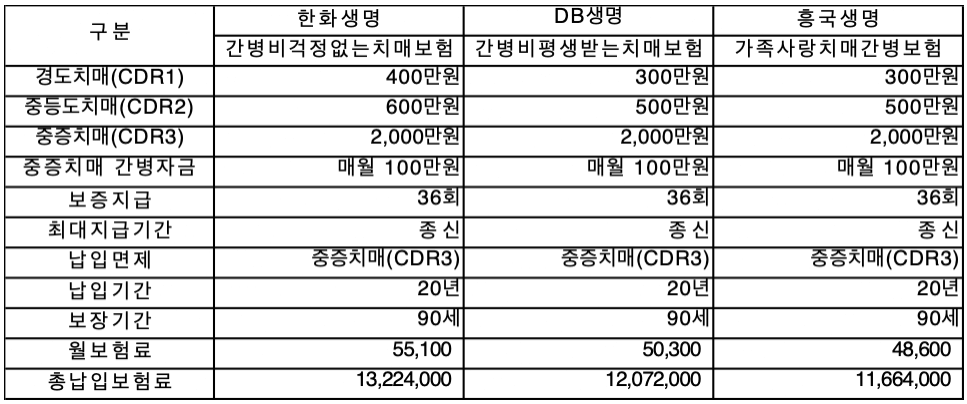 구분 한화생명 DB생명 흥국생명
간병비걱정없는치매보험 간병비평생받는치매보험 가족사랑치매간병보험
경도치매(CDR1) 400만원 300만원 300만원
중등도치매(CDR2) 600만원 500만원 500만원
중증치매(CDR3) 2,000만원 2,000만원 2,000만원
중증치매 간병자금 매월 100만원 매월 100만원 매월 100만원
보증지급 36회 36회 36회
최대지급기간 종신 종신 종신
납입면제 중증치매(CDR3) 중증치매(CDR3) 중증치매(CDR3)
납입기간 20년 20년 20년
보장기간 90세 90세 90세
월보험료 55,100 50,300 48,600
총납입보험료 13,224,000 12,072,000 11,664,000